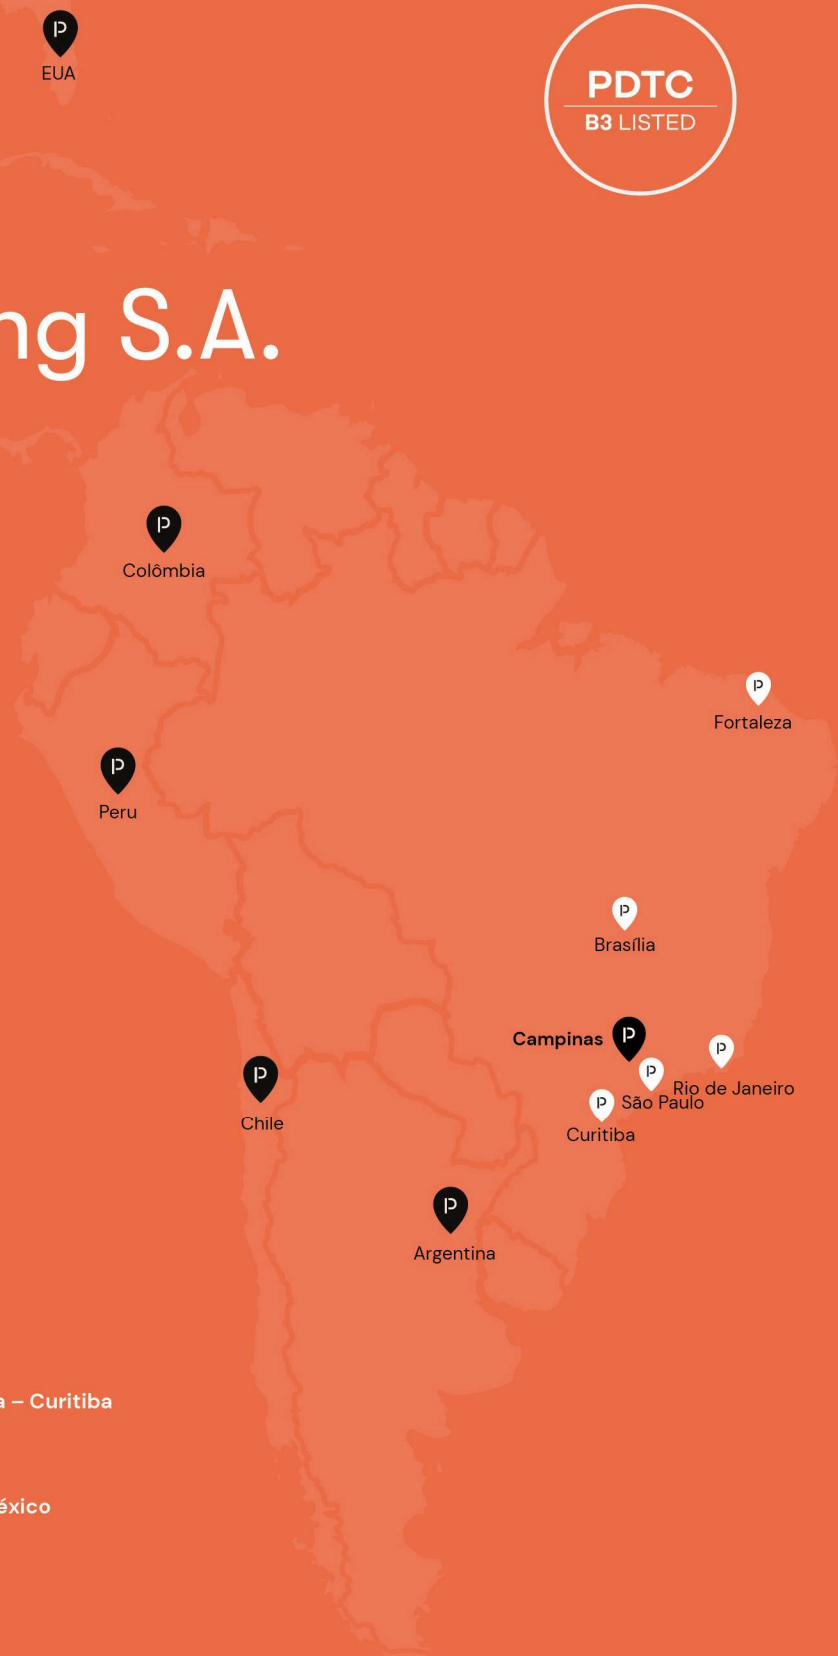 EUA
PDTC
B3 LISTED
ng S.A.
Colômbia
Fortaleza
Peru
Brasília
Campinas
Rio de Janeiro
São Paulo
Chile
Curitiba
Argentina
a – Curitiba
éxico